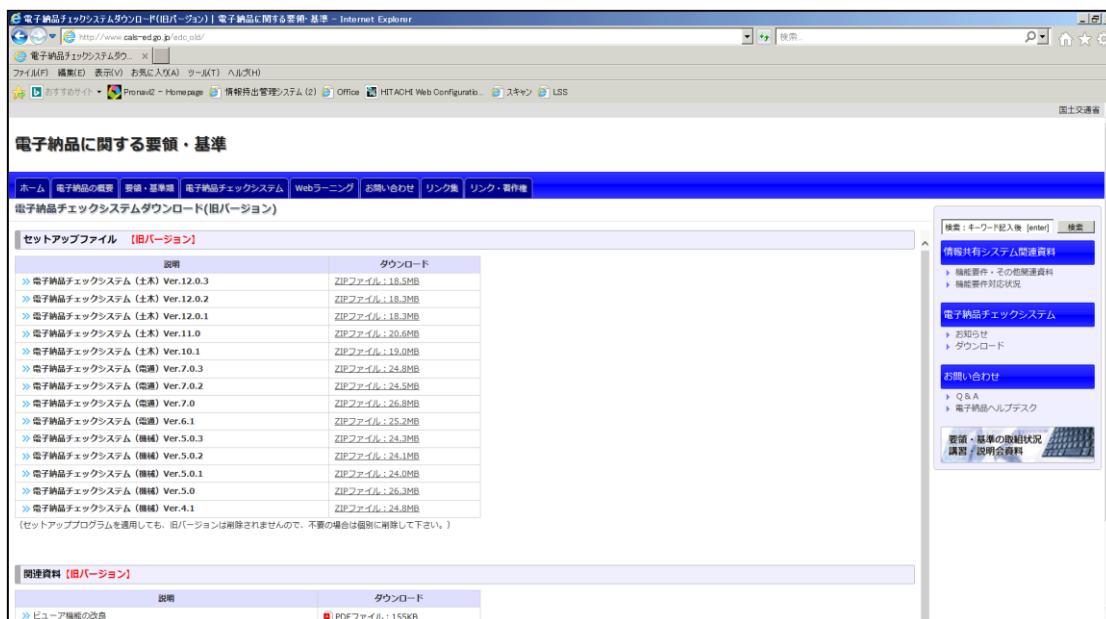 電子納品チェックシステムダウンロード(旧バージョン) | 電子納品に関する要領・基準 - Internet Explorer
http://www.cals-ed.go.jp/edc_old/
検索...
電子納品チェックシステムダウ... ×
ファイル(F) 編集(E) 表示(V) お気に入り(A) ツール(T) ヘルプ(H)
おすすめサイト Pronavi2 - Homepage 情報持出管理システム (2) Office HITACHI Web Configuratio... スキャン LSS
国土交通省
電子納品に関する要領・基準
ホーム 電子納品の概要 要領・基準類 電子納品チェックシステム Webラーニング お問い合わせ リンク集 リンク・著作権
電子納品チェックシステムダウンロード(旧バージョン)
セットアップファイル 【旧バージョン】
説明 ダウンロード
電子納品チェックシステム（土木）Ver.12.0.3 ZIPファイル：18.5MB
電子納品チェックシステム（土木）Ver.12.0.2 ZIPファイル：18.3MB
電子納品チェックシステム（土木）Ver.12.0.1 ZIPファイル：18.3MB
電子納品チェックシステム（土木）Ver.11.0 ZIPファイル：20.6MB
電子納品チェックシステム（土木）Ver.10.1 ZIPファイル：19.0MB
電子納品チェックシステム（電通）Ver.7.0.3 ZIPファイル：24.8MB
電子納品チェックシステム（電通）Ver.7.0.2 ZIPファイル：24.5MB
電子納品チェックシステム（電通）Ver.7.0 ZIPファイル：26.8MB
電子納品チェックシステム（電通）Ver.6.1 ZIPファイル：25.2MB
電子納品チェックシステム（機械）Ver.5.0.3 ZIPファイル：24.3MB
電子納品チェックシステム（機械）Ver.5.0.2 ZIPファイル：24.1MB
電子納品チェックシステム（機械）Ver.5.0.1 ZIPファイル：24.0MB
電子納品チェックシステム（機械）Ver.5.0 ZIPファイル：26.3MB
電子納品チェックシステム（機械）Ver.4.1 ZIPファイル：24.8MB
（セットアッププログラムを適用しても、旧バージョンは削除されませんので、不要の場合は個別に削除して下さい。）
関連資料【旧バージョン】
説明 ダウンロード
ビューア機能の改良 PDFファイル：155KB
検索：キーワード記入後 [enter] 検索
情報共有システム関連資料
機能要件・その他関連資料
機能要件対応状況
電子納品チェックシステム
お知らせ
ダウンロード
お問い合わせ
Q & A
電子納品ヘルプデスク
要領・基準の取組状況
講習・説明会資料